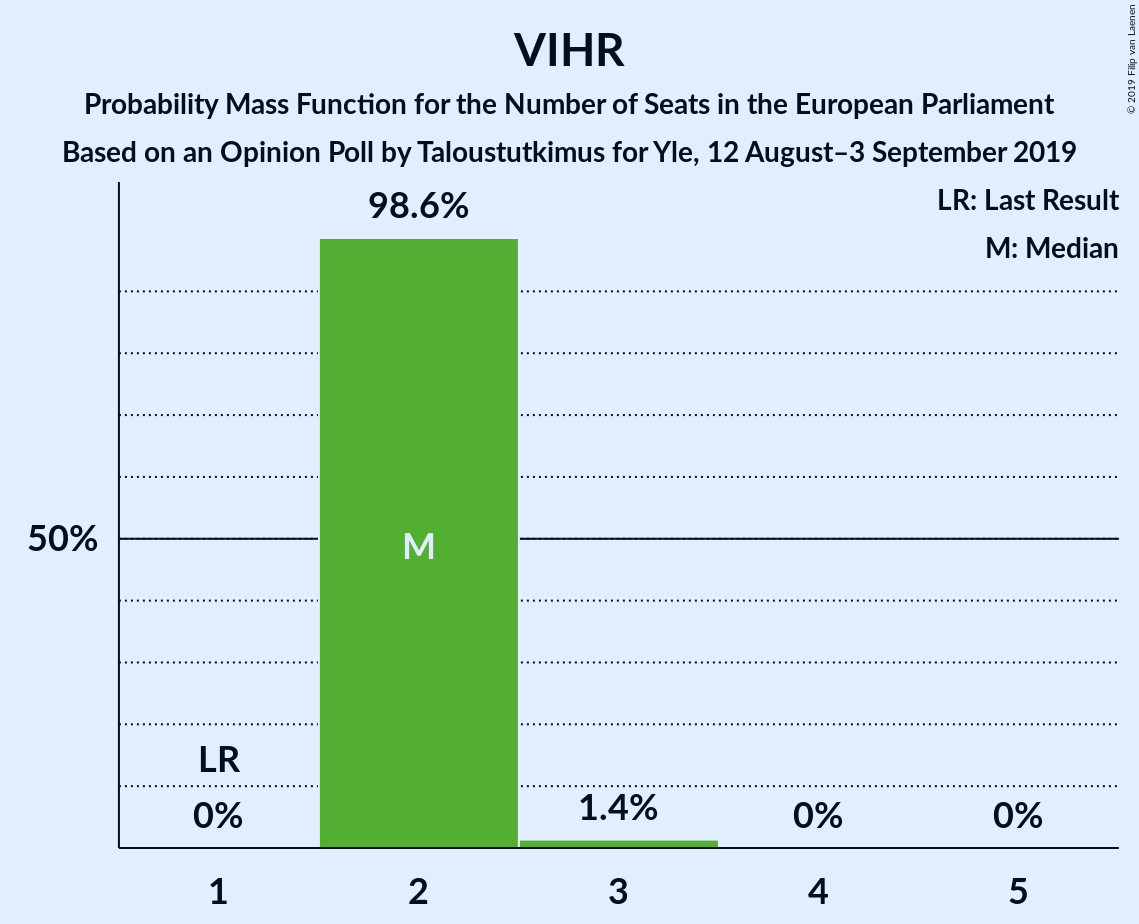 VIHR
Probability Mass Function for the Number of Seats in the European Parliament
Based on an Opinion Poll by Taloustutkimus for Yle, 12 August–3 September 2019
© 2019 Filip van Laenen
LR: Last Result
M: Median
98.6%
50%
M
LR
0%
1.4%
0%
0%
1
2
3
4
5